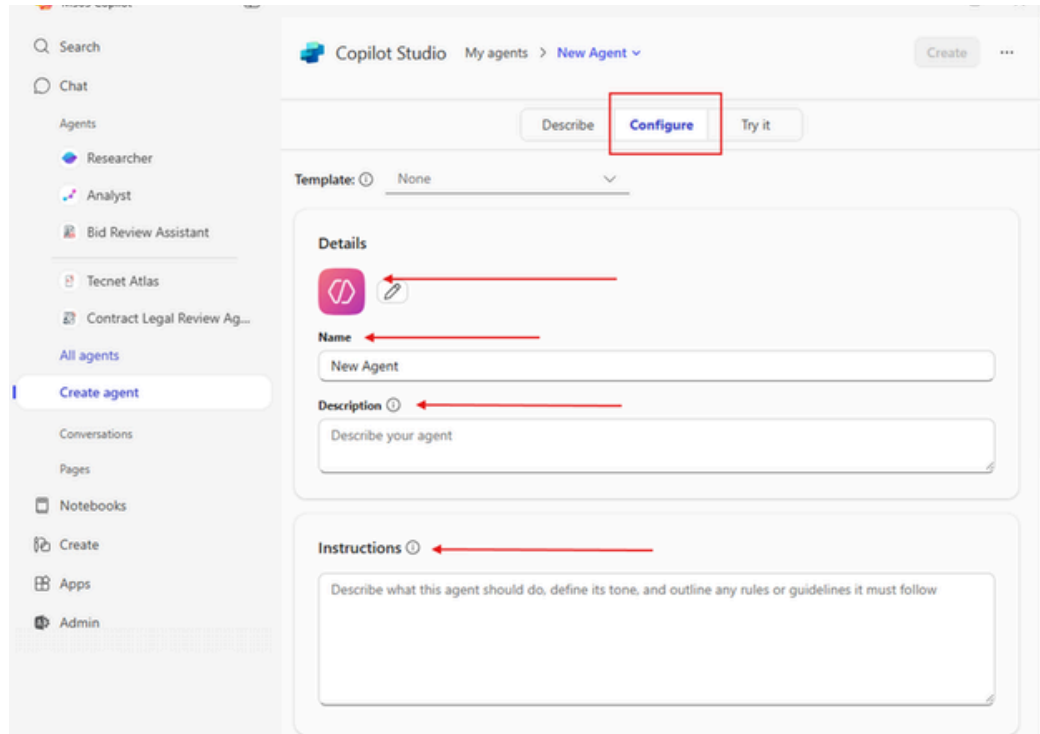 M365 Copilot
Search
Chat
Agents
Researcher
Analyst
Bid Review Assistant
Tecnet Atlas
Contract Legal Review Ag...
All agents
Create agent
Conversations
Pages
Notebooks
Create
Apps
Admin
Copilot Studio My agents > New Agent
Create ...
Describe Configure Try it
Template: None
Details
Name
New Agent
Description
Describe your agent
Instructions
Describe what this agent should do, define its tone, and outline any rules or guidelines it must follow